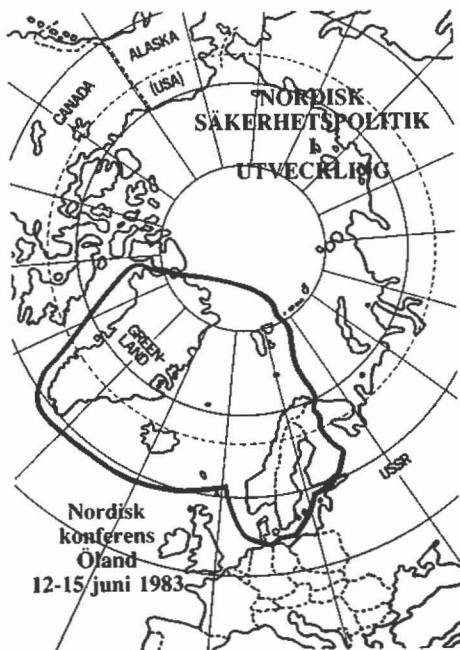 ALASKA
(USA)
CANADA
NORDISK
SÄKERHETSPOLITIK
I
UTVECKLING
GREEN-
LAND
USSR
Nordisk
konferens
Öland
12-15 juni 1983